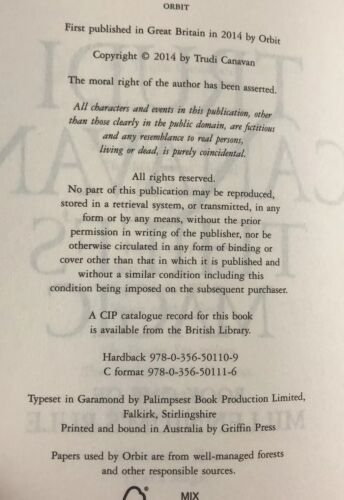 ORBIT
First published in Great Britain in 2014 by Orbit
Copyright © 2014 by Trudi Canavan
The moral right of the author has been asserted.
All characters and events in this publication, other
than those clearly in the public domain, are fictitious
and any resemblance to real persons,
living or dead, is purely coincidental.
All rights reserved.
No part of this publication may be reproduced,
stored in a retrieval system, or transmitted, in any
form or by any means, without the prior
permission in writing of the publisher, nor be
otherwise circulated in any form of binding or
cover other than that in which it is published and
without a similar condition including this
condition being imposed on the subsequent purchaser.
A CIP catalogue record for this book
is available from the British Library.
Hardback 978-0-356-50110-9
C format 978-0-356-50111-6
Typeset in Garamond by Palimpsest Book Production Limited,
Falkirk, Stirlingshire
Printed and bound in Australia by Griffin Press
Papers used by Orbit are from well-managed forests
and other responsible sources.
MIX